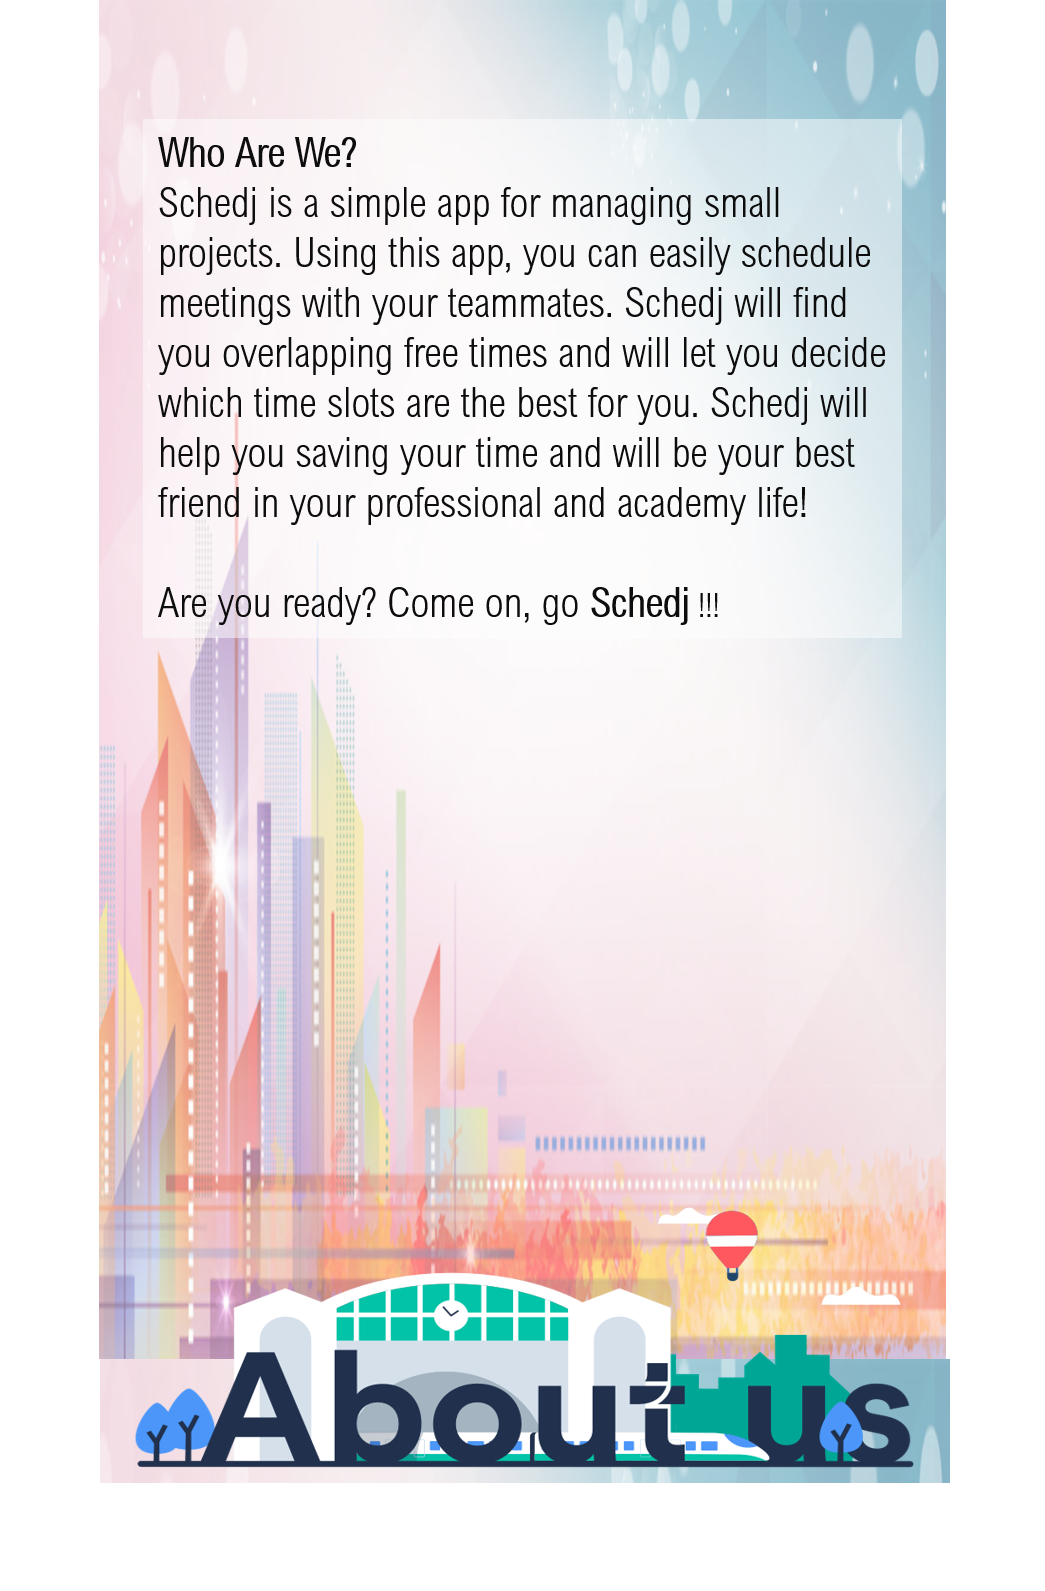 Who Are We?
Schedj is a simple app for managing small
projects. Using this app, you can easily schedule
meetings with your teammates. Schedj will find
you overlapping free times and will let you decide
which time slots are the best for you. Schedj will
help you saving your time and will be your best
friend in your professional and academy life!
Are you ready? Come on, go Schedj !!!
About us